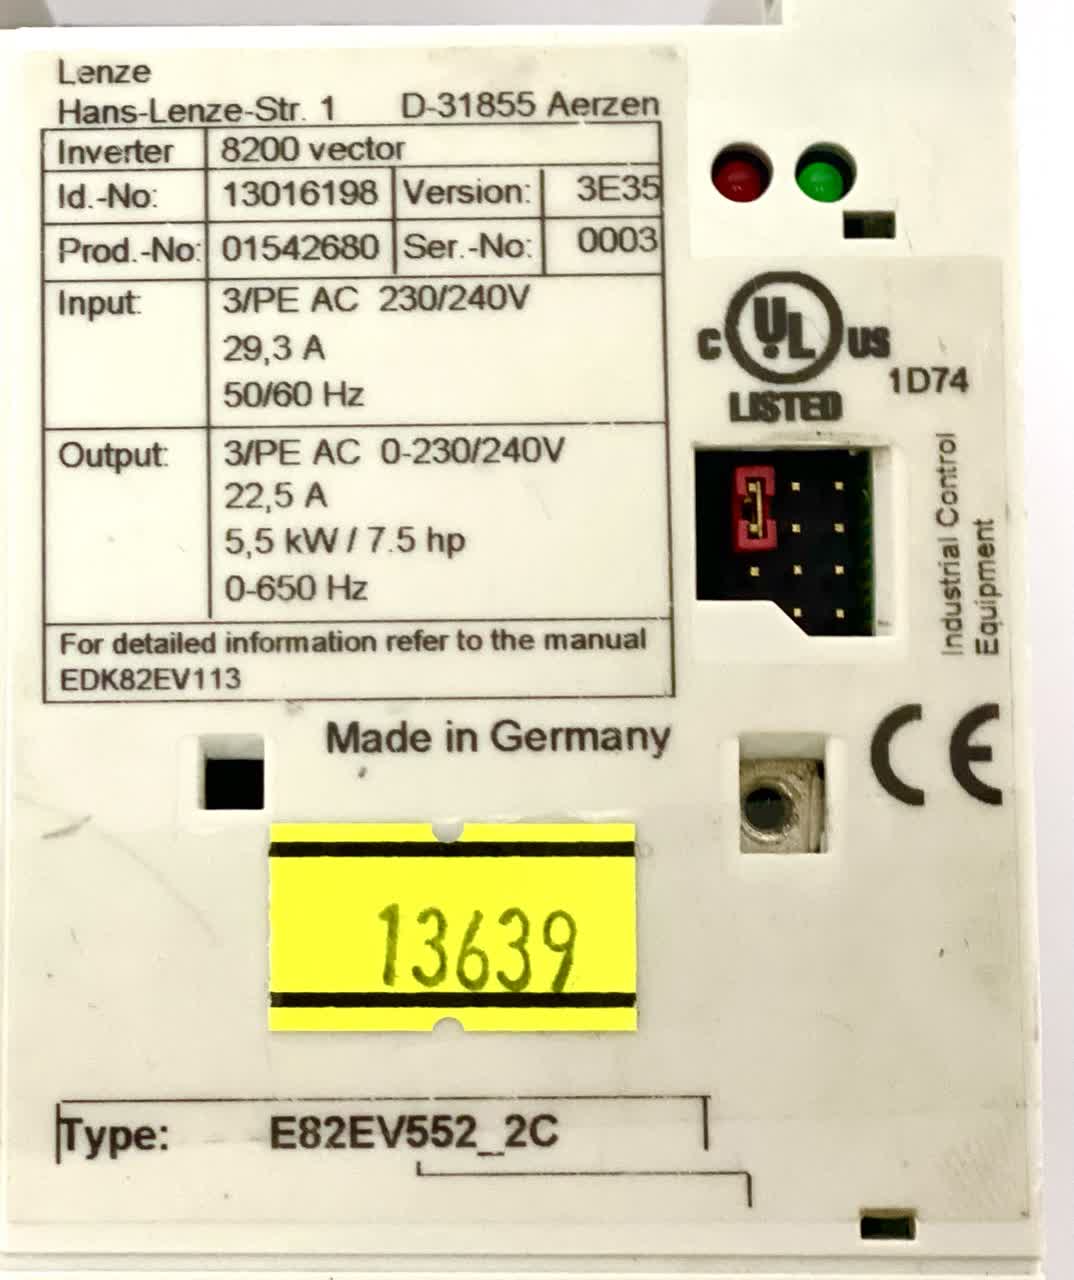 Lenze
Hans-Lenze-Str. 1 D-31855 Aerzen
Inverter 8200 vector
Id.-No: 13016198 Version: 3E35
Prod.-No: 01542680 Ser.-No: 0003
Input: 3/PE AC 230/240V
29,3 A
50/60 Hz
Output: 3/PE AC 0-230/240V
22,5 A
5,5 kW / 7.5 hp
0-650 Hz
For detailed information refer to the manual
EDK82EV113
C UL US
LISTED
1D74
Industrial Control
Equipment
Made in Germany
CE
13639
Type: E82EV552_2C